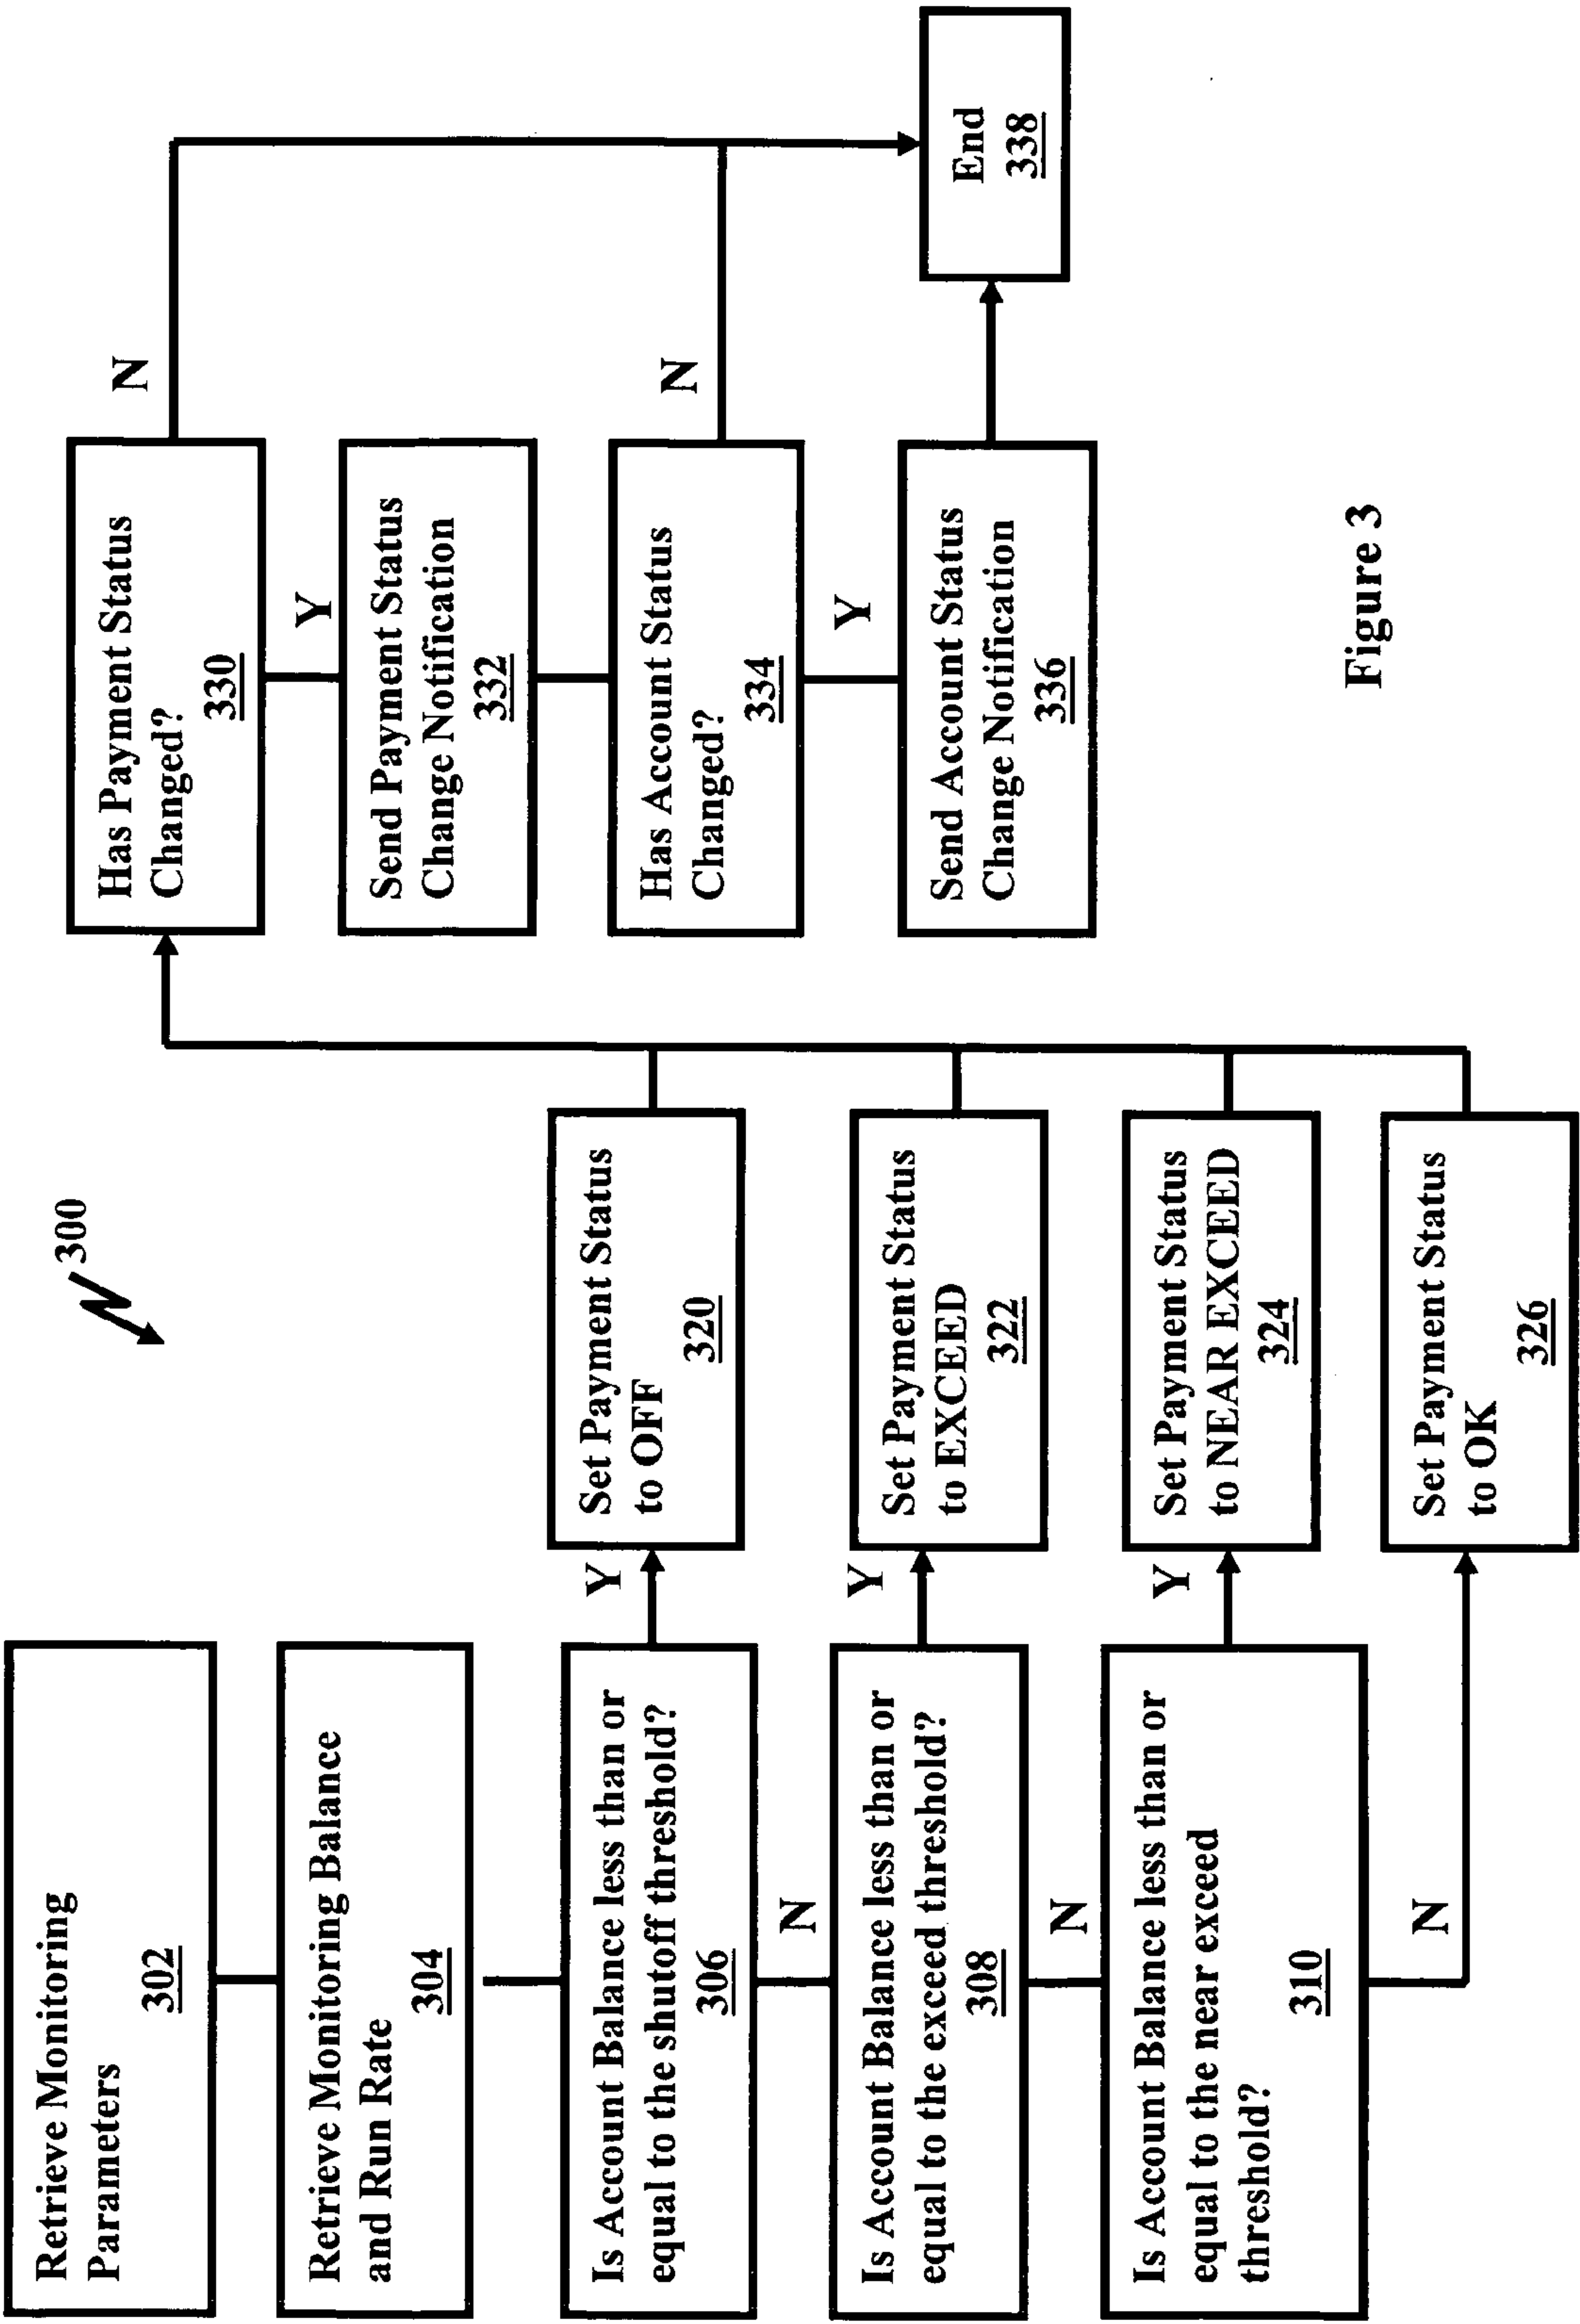 300
Retrieve Monitoring
Parameters
302
Retrieve Monitoring Balance
and Run Rate
304
Is Account Balance less than or
equal to the shutoff threshold?
306
Y
N
Is Account Balance less than or
equal to the exceed threshold?
308
Y
N
Is Account Balance less than or
equal to the near exceed
threshold?
310
Y
N
Set Payment Status
to OFF
320
Set Payment Status
to EXCEED
322
Set Payment Status
to NEAR EXCEED
324
Set Payment Status
to OK
326
Has Payment Status
Changed?
330
N
Y
Send Payment Status
Change Notification
332
Has Account Status
Changed?
334
N
Y
Send Account Status
Change Notification
336
End
338
Figure 3